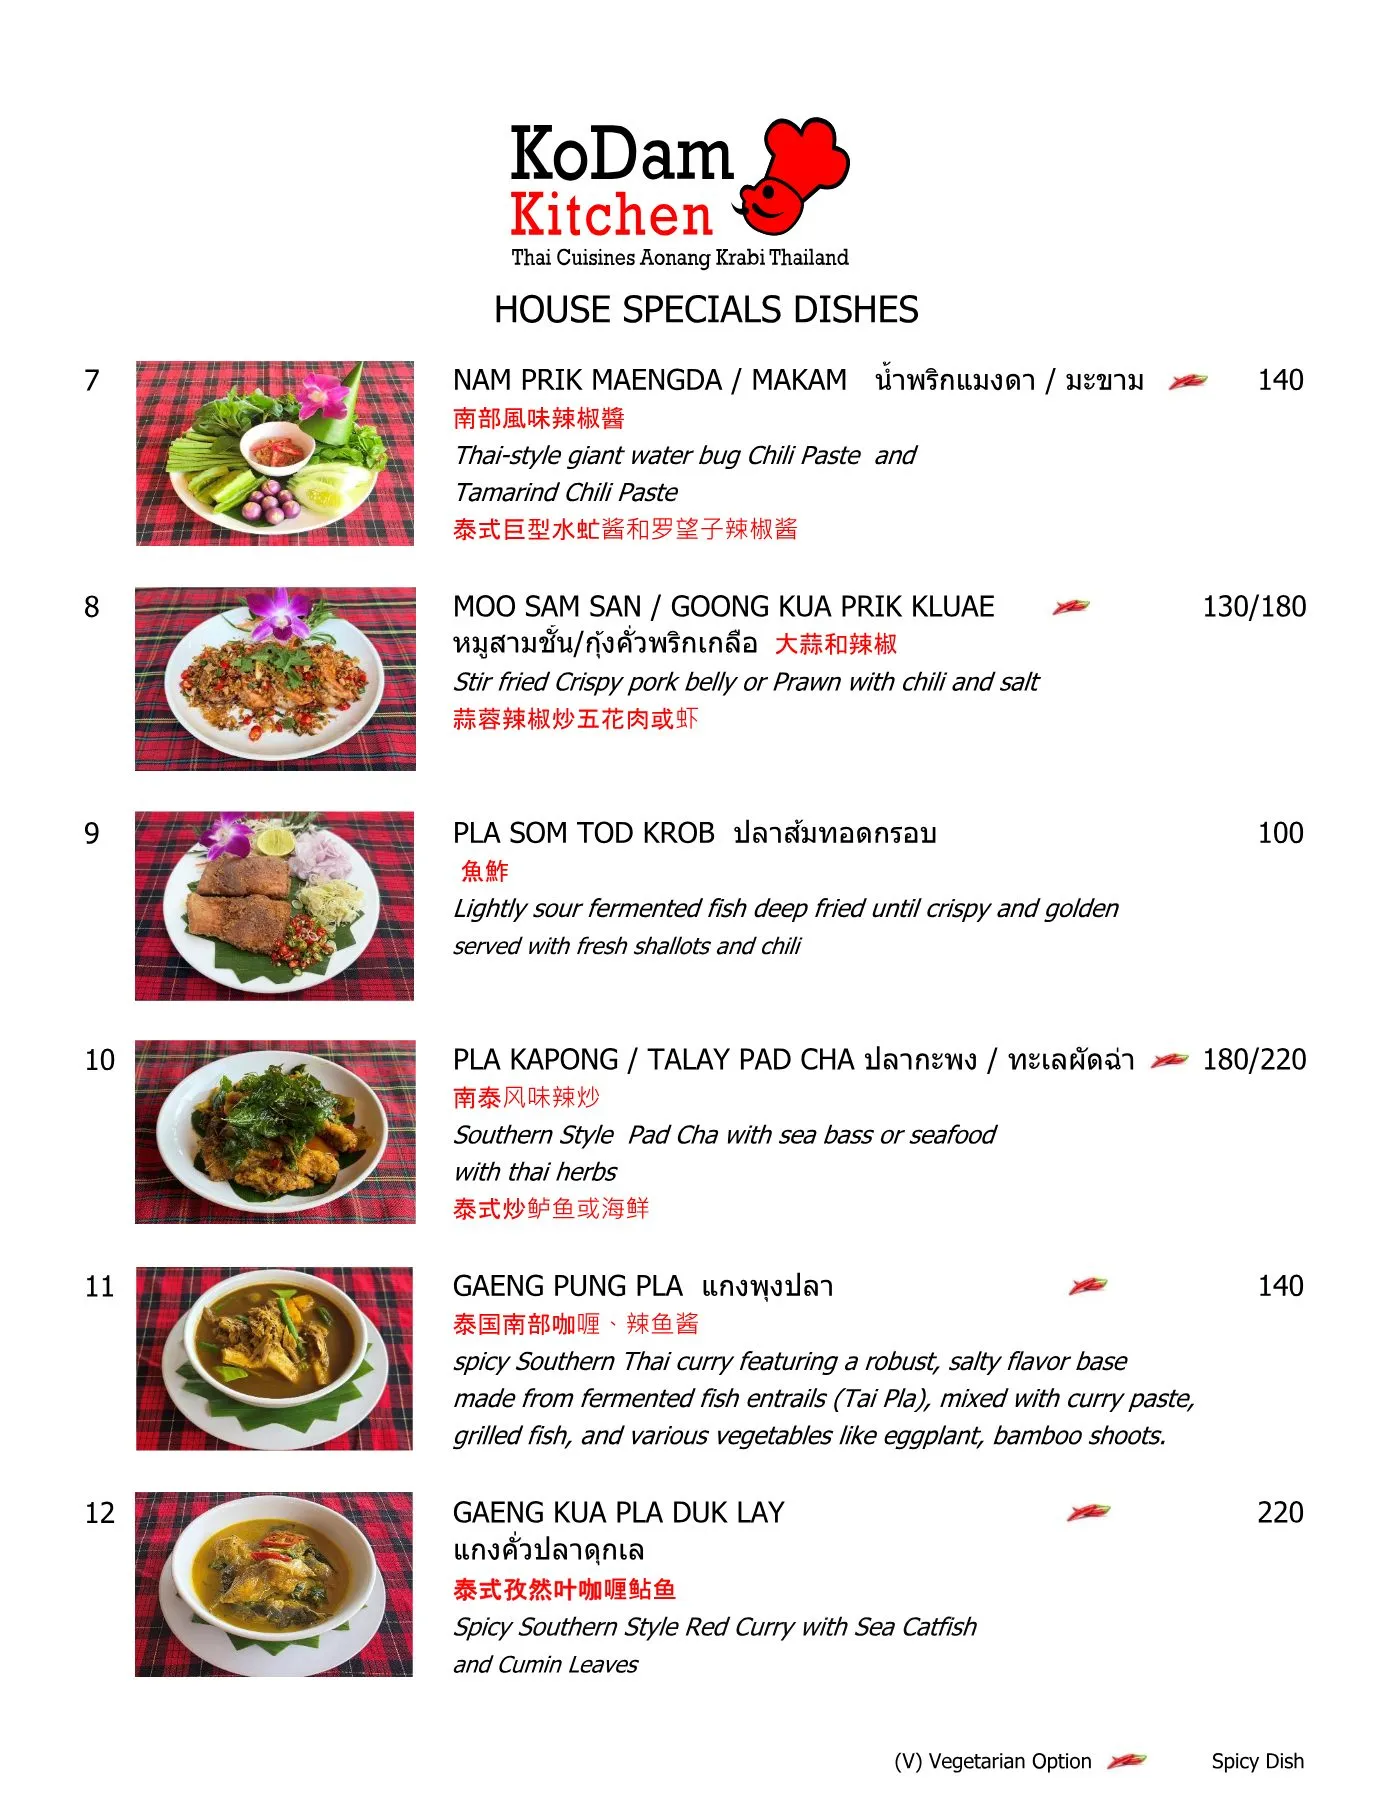 KoDam
Kitchen
Thai Cuisines Aonang Krabi Thailand
HOUSE SPECIALS DISHES
7 NAM PRIK MAENGDA / MAKAM น้ำพริกแมงดา / มะขาม 140
南部風味辣椒醬
Thai-style giant water bug Chili Paste and
Tamarind Chili Paste
泰式巨型水虻酱和罗望子辣椒酱
8 MOO SAM SAN / GOONG KUA PRIK KLUAE 130/180
หมูสามชั้น/กุ้งคั่วพริกเกลือ 大蒜和辣椒
Stir fried Crispy pork belly or Prawn with chili and salt
蒜蓉辣椒炒五花肉或虾
9 PLA SOM TOD KROB ปลาส้มทอดกรอบ 100
魚鮓
Lightly sour fermented fish deep fried until crispy and golden
served with fresh shallots and chili
10 PLA KAPONG / TALAY PAD CHA ปลากะพง / ทะเลผัดฉ่า 180/220
南泰风味辣炒
Southern Style Pad Cha with sea bass or seafood
with thai herbs
泰式炒鲈鱼或海鲜
11 GAENG PUNG PLA แกงพุงปลา 140
泰国南部咖喱、辣鱼酱
spicy Southern Thai curry featuring a robust, salty flavor base
made from fermented fish entrails (Tai Pla), mixed with curry paste,
grilled fish, and various vegetables like eggplant, bamboo shoots.
12 GAENG KUA PLA DUK LAY 220
แกงคั่วปลาดุกเล
泰式孜然叶咖喱鲇鱼
Spicy Southern Style Red Curry with Sea Catfish
and Cumin Leaves
(V) Vegetarian Option Spicy Dish